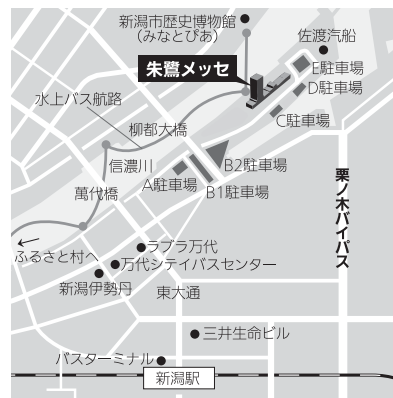 新潟市歴史博物館
(みなとぴあ)
佐渡汽船
朱鷺メッセ
E駐車場
D駐車場
C駐車場
水上バス航路
柳都大橋
信濃川
B2駐車場
A駐車場
B1駐車場
萬代橋
栗ノ木バイパス
ふるさと村へ
ラブラ万代
万代シテイバスセンター
新潟伊勢丹
東大通
三井生命ビル
バスターミナル
新潟駅